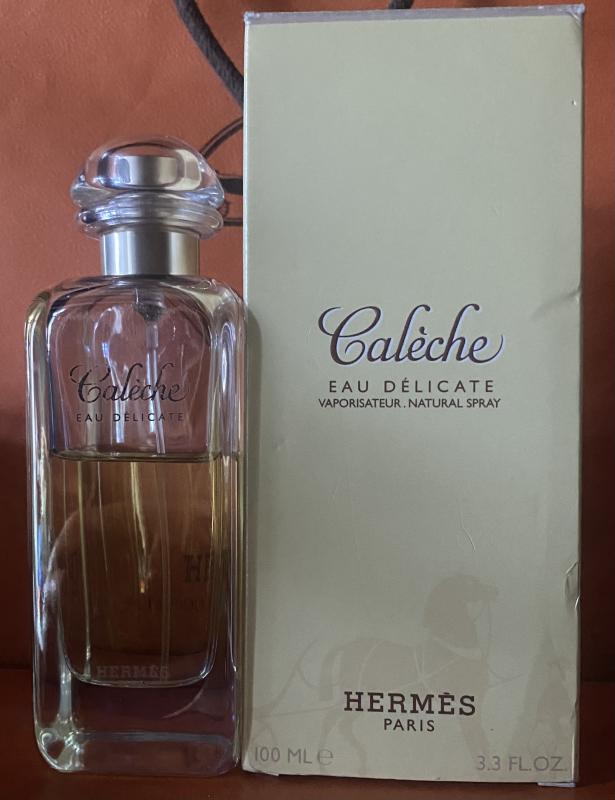 Calèche
EAU DÉLICATE
HERMÈS
Calèche
EAU DÉLICATE
VAPORISATEUR . NATURAL SPRAY
HERMÈS
PARIS
100 ML e
3.3 FL.OZ.